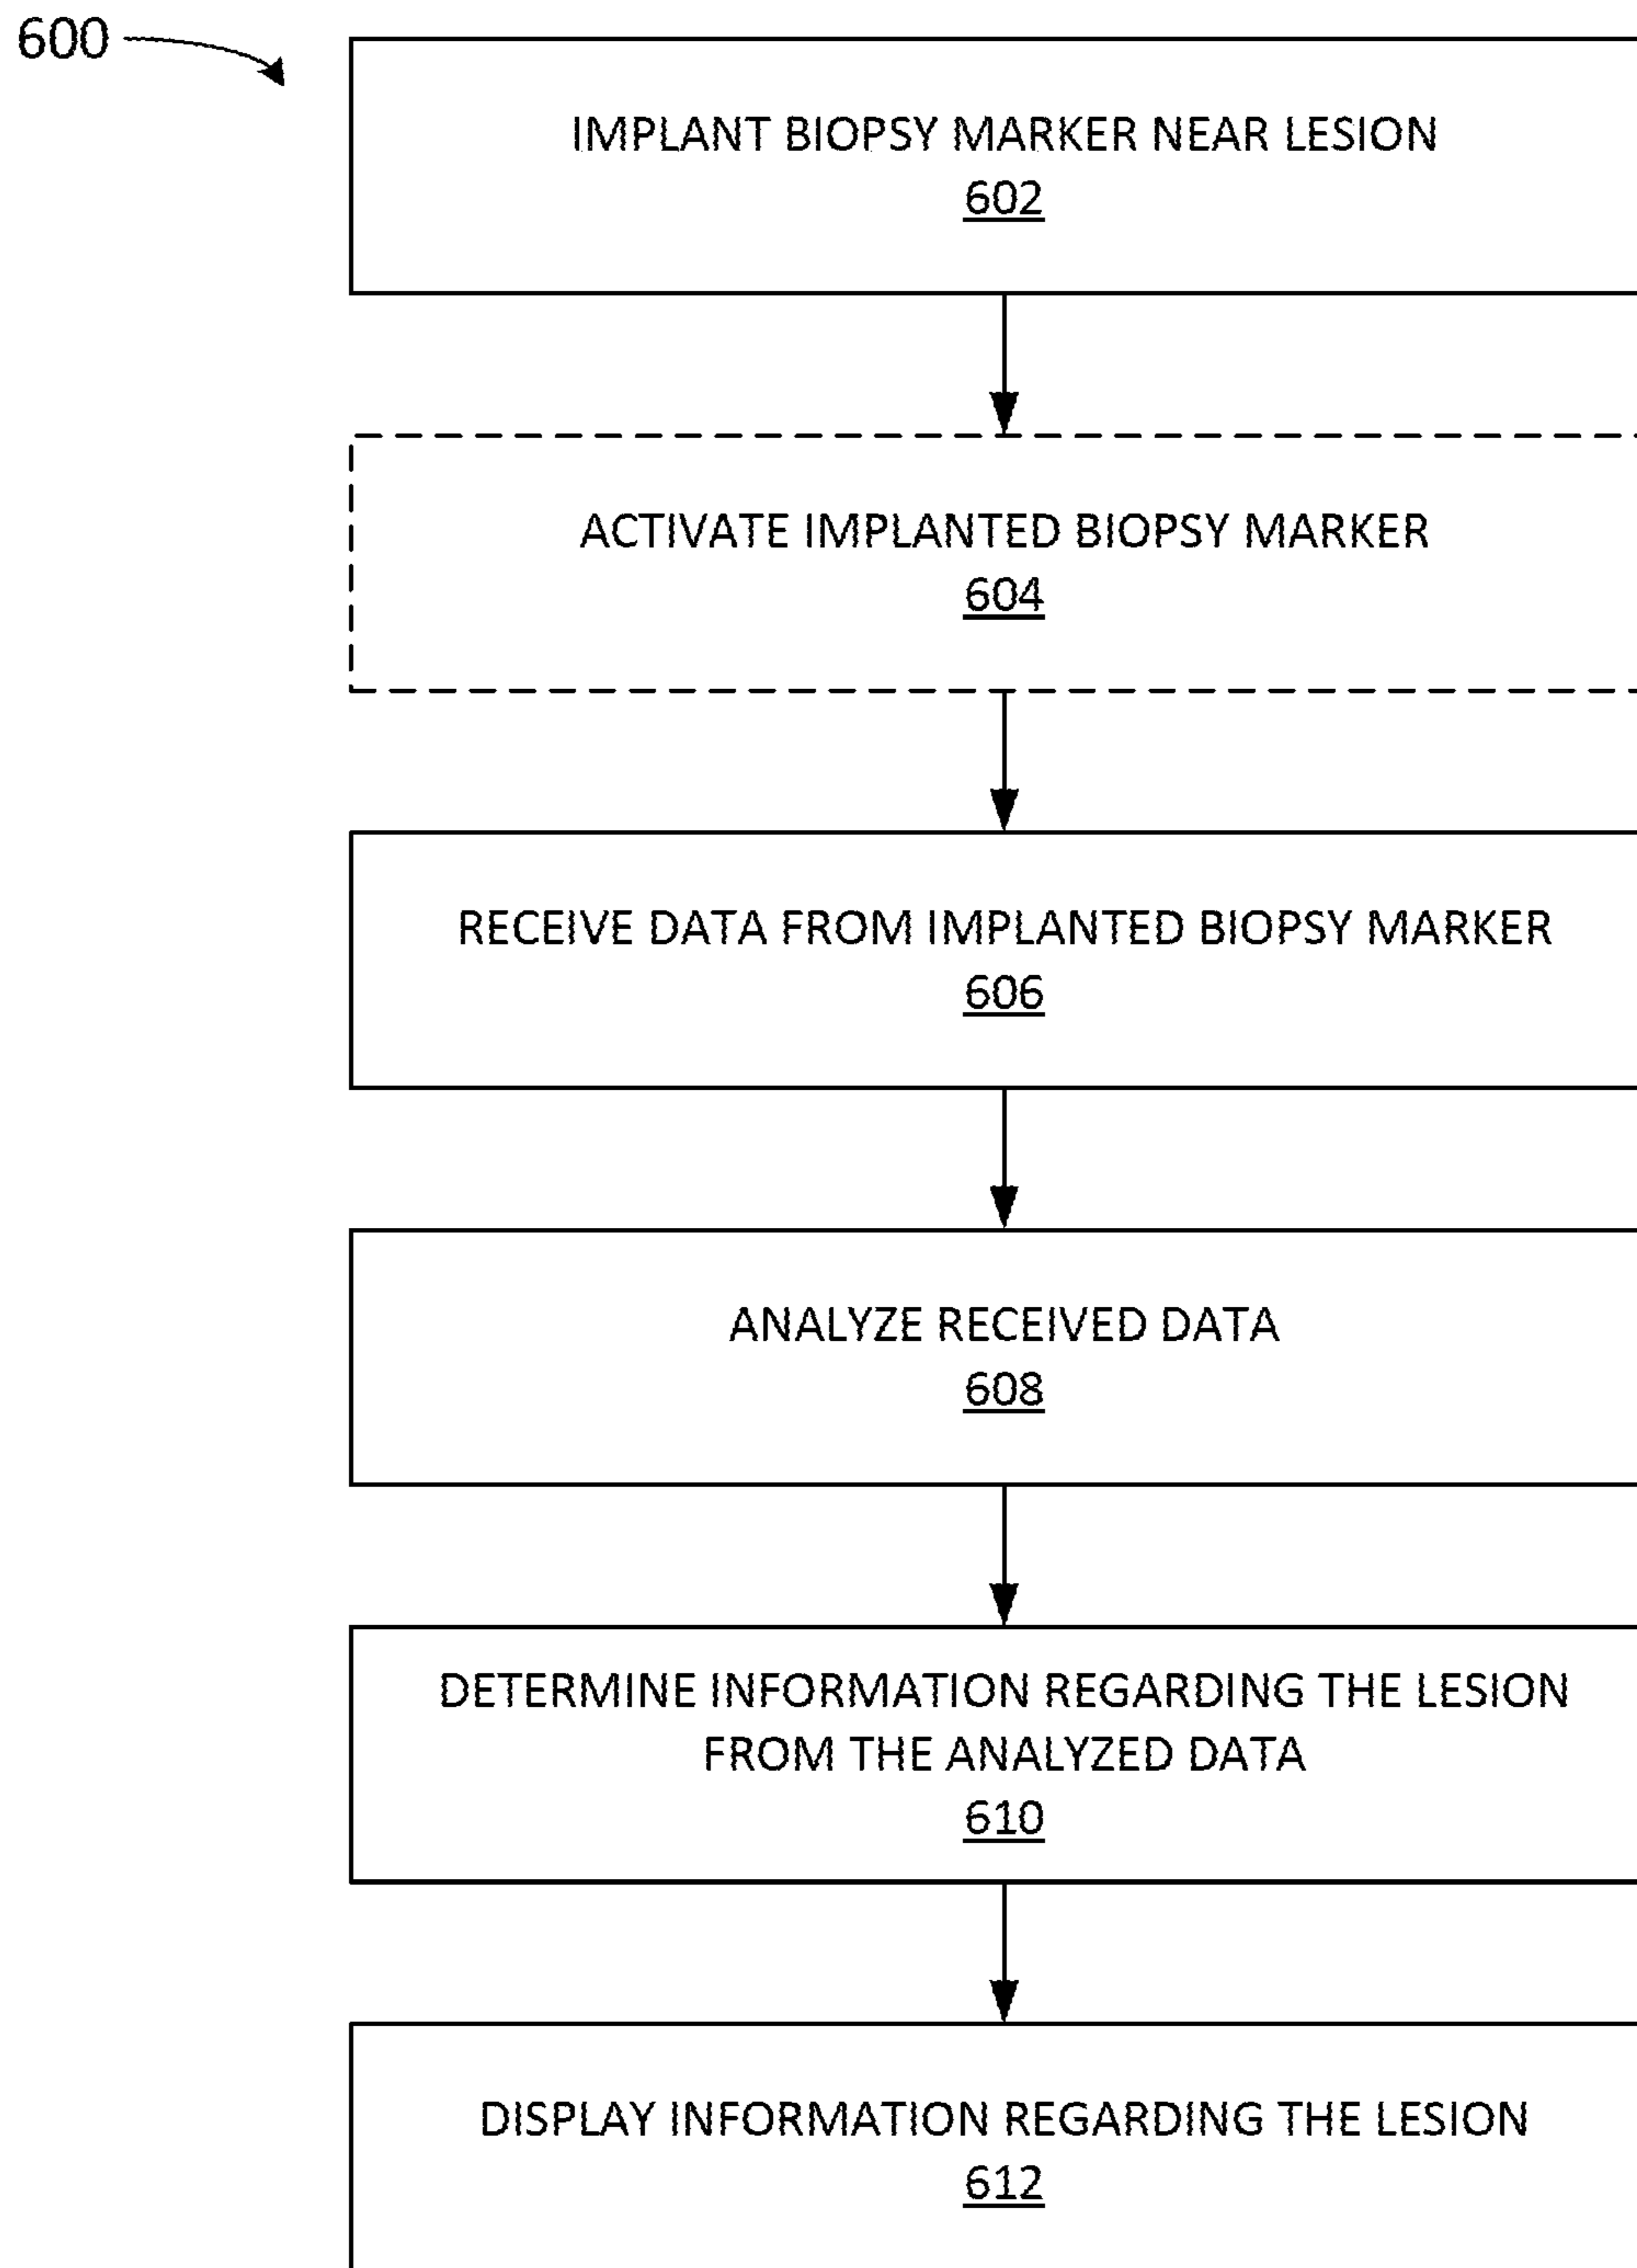 600
IMPLANT BIOPSY MARKER NEAR LESION
602
ACTIVATE IMPLANTED BIOPSY MARKER
604
RECEIVE DATA FROM IMPLANTED BIOPSY MARKER
606
ANALYZE RECEIVED DATA
608
DETERMINE INFORMATION REGARDING THE LESION
FROM THE ANALYZED DATA
610
DISPLAY INFORMATION REGARDING THE LESION
612